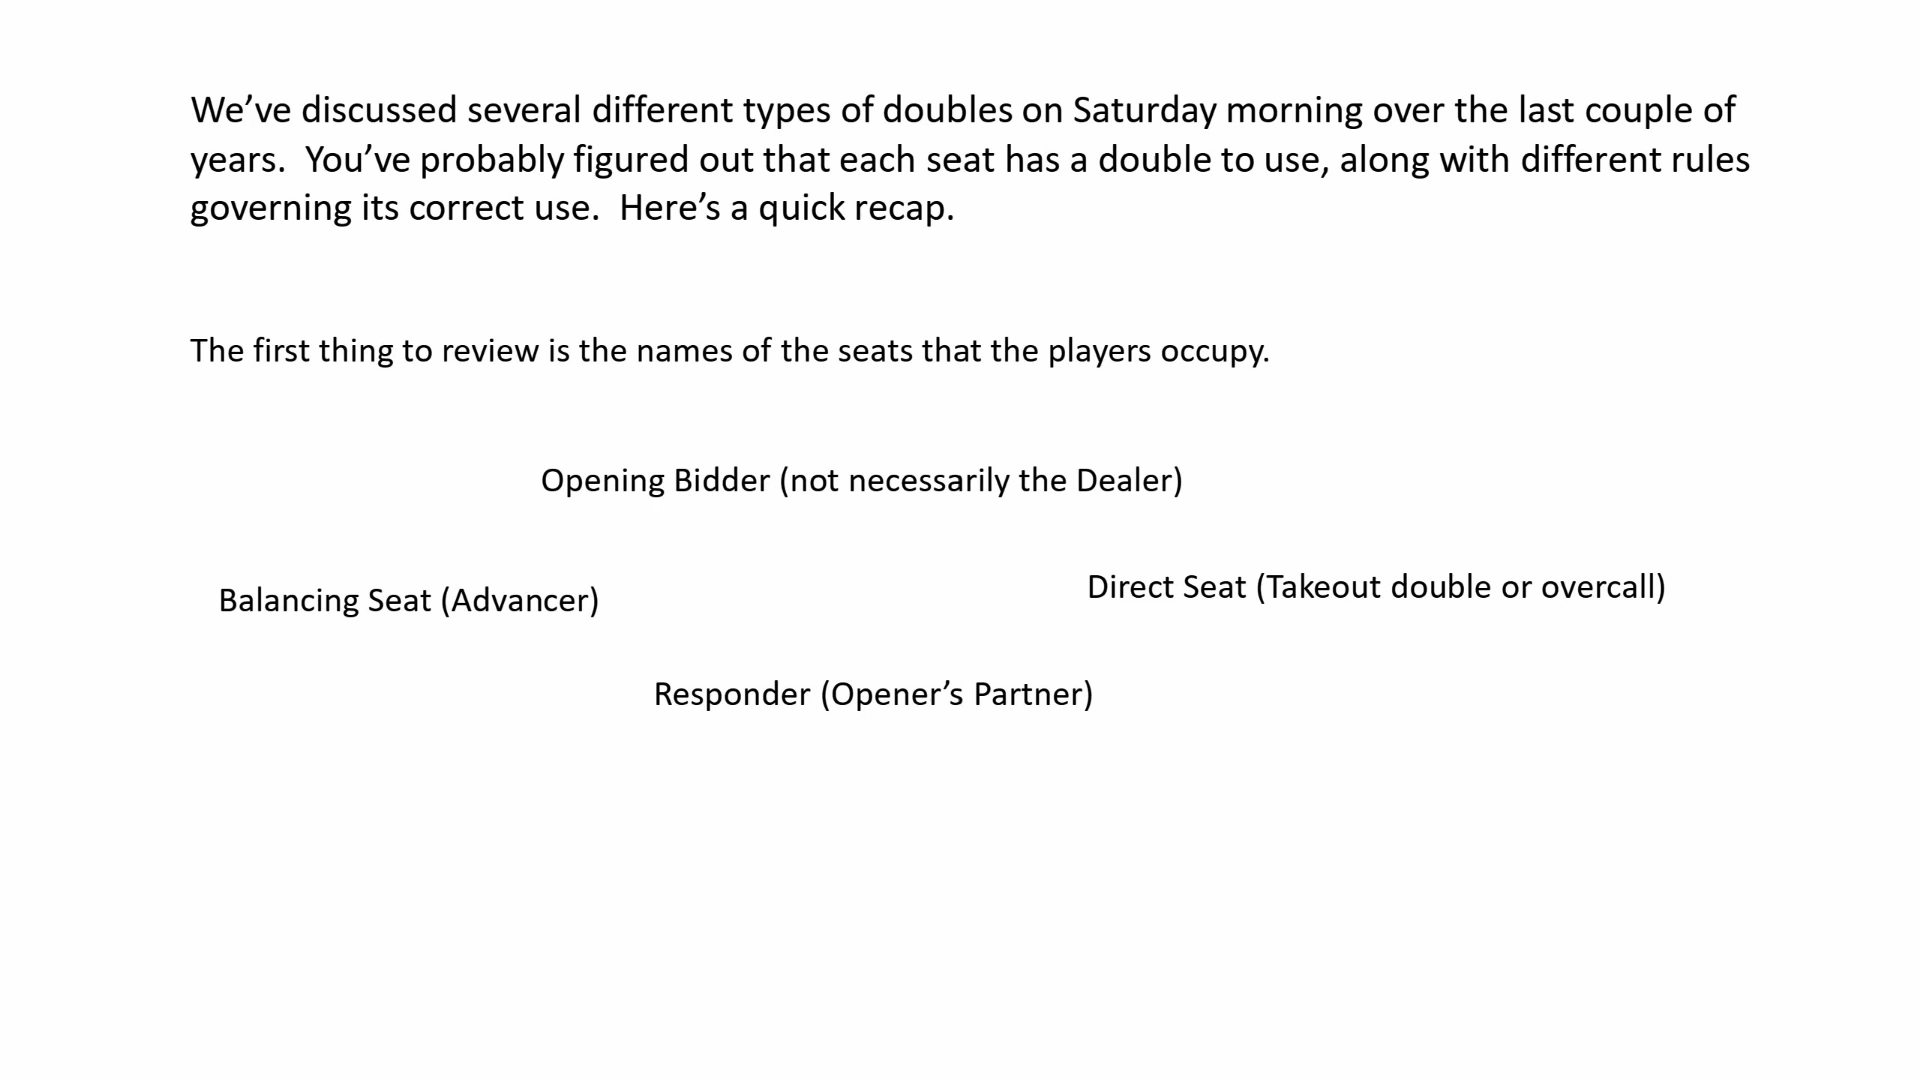 We’ve discussed several different types of doubles on Saturday morning over the last couple of
years.  You’ve probably figured out that each seat has a double to use, along with different rules
governing its correct use.  Here’s a quick recap.
The first thing to review is the names of the seats that the players occupy.
Opening Bidder (not necessarily the Dealer)
Balancing Seat (Advancer)
Direct Seat (Takeout double or overcall)
Responder (Opener’s Partner)